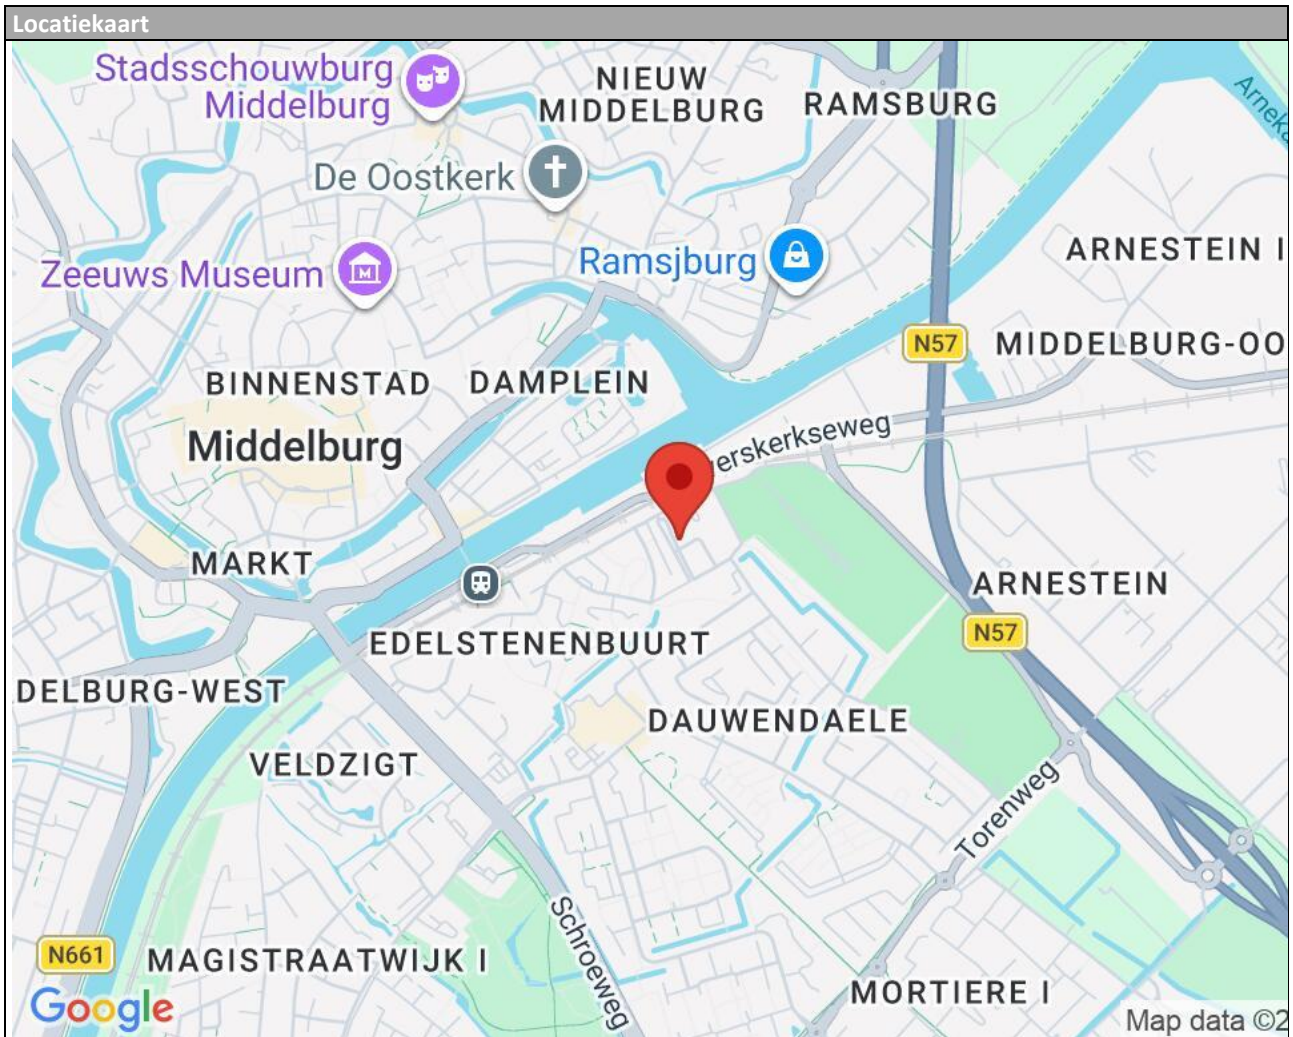 Locatiekaart
Stadsschouwburg
Middelburg
NIEUW
MIDDELBURG
RAMSBURG
Arneka
De Oostkerk
ARNESTEIN I
Zeeuws Museum
Ramsjburg
N57
MIDDELBURG-OO
BINNENSTAD
DAMPLEIN
Middelburg
erskerkseweg
MARKT
ARNESTEIN
N57
EDELSTENENBUURT
DELBURG-WEST
DAUWENDAELE
VELDZIGT
Torenweg
Schroeweg
N661
MAGISTRAATWIJK I
MORTIERE I
Google
Map data ©2